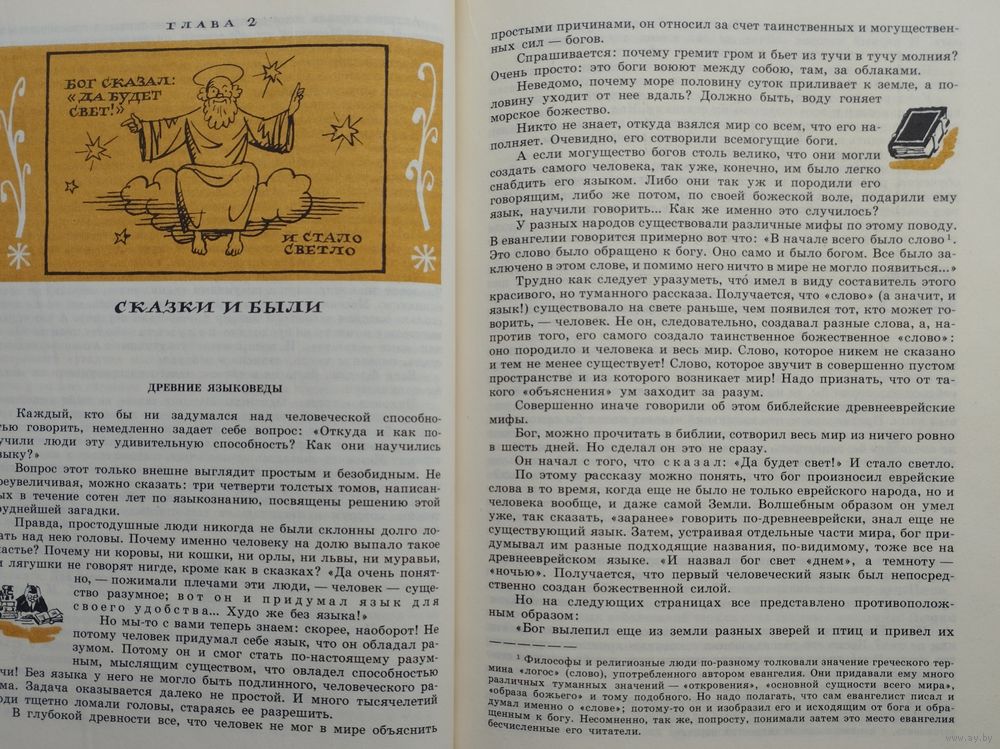 ГЛАВА 2
БОГ СКАЗАЛ:
«ДА БУДЕТ
СВЕТ!»
И СТАЛО
СВЕТЛО
СКАЗКИ И БЫЛИ
ДРЕВНИЕ ЯЗЫКОВЕДЫ
Каждый, кто бы ни задумался над человеческой способно-
тью говорить, немедленно задает себе вопрос: «Откуда и как по-
учили люди эту удивительную способность? Как они научились
зыку?»
Вопрос этот только внешне выглядит простым и безобидным. Не
реувеличивая, можно сказать: три четверти толстых томов, написан-
ых в течение сотен лет по языкознанию, посвящены решению этой
руднейшей загадки.
Правда, простодушные люди никогда не были склонны долго ло-
ать над нею головы. Почему именно человеку на долю выпало такое
частье? Почему ни коровы, ни кошки, ни орлы, ни львы, ни муравьи,
и лягушки не говорят нигде, кроме как в сказках? «Да очень понят-
но, — пожимали плечами эти люди, — человек — суще-
ство разумное; вот он и придумал язык для
своего удобства... Худо же без языка!»
Но мы-то с вами теперь знаем: скорее, наоборот! Не
потому человек придумал себе язык, что он обладал ра-
зумом. Потому он и смог стать по-настоящему разум-
ным, мыслящим существом, что овладел способностью
чи! Без языка у него не могло быть подлинного, человеческого ра-
ма. Задача оказывается далеко не простой. И много тысячелетий
юди тщетно ломали головы, стараясь ее разрешить.
В глубокой древности все, что человек не мог в мире объяснить
простыми причинами, он относил за счет таинственных и могуществен-
ных сил — богов.
Спрашивается: почему гремит гром и бьет из тучи в тучу молния?
Очень просто: это боги воюют между собою, там, за облаками.
Неведомо, почему море половину суток приливает к земле, а по-
ловину уходит от нее вдаль? Должно быть, воду гоняет
морское божество.
Никто не знает, откуда взялся мир со всем, что его на-
полняет. Очевидно, его сотворили всемогущие боги.
А если могущество богов столь велико, что они могли
создать самого человека, так уже, конечно, им было легко
снабдить его языком. Либо они так уж и породили его
говорящим, либо же потом, по своей божеской воле, подарили ему
язык, научили говорить... Как же именно это случилось?
У разных народов существовали различные мифы по этому поводу.
В евангелии говорится примерно вот что: «В начале всего было слово¹.
Это слово было обращено к богу. Оно само и было богом. Все было за-
ключено в этом слове, и помимо него ничто в мире не могло появиться...»
Трудно как следует уразуметь, что́ имел в виду составитель этого
красивого, но туманного рассказа. Получается, что «слово» (а значит, и
язык!) существовало на свете раньше, чем появился тот, кто может го-
ворить, — человек. Не он, следовательно, создавал разные слова, а, на-
против того, его самого создало таинственное божественное «слово»:
оно породило и человека и весь мир. Слово, которое никем не сказано
и тем не менее существует! Слово, которое звучит в совершенно пустом
пространстве и из которого возникает мир! Надо признать, что от та-
кого «объяснения» ум заходит за разум.
Совершенно иначе говорили об этом библейские древнееврейские
мифы.
Бог, можно прочитать в библии, сотворил весь мир из ничего ровно
в шесть дней. Но сделал он это не сразу.
Он начал с того, что сказал: «Да будет свет!» И стало светло.
По этому рассказу можно понять, что бог произносил еврейские
слова в то время, когда еще не было не только еврейского народа, но и
человека вообще, и даже самой Земли. Волшебным образом он умел
уже, так сказать, «заранее» говорить по-древнееврейски, знал еще не
существующий язык. Затем, устраивая отдельные части мира, бог при-
думывал им разные подходящие названия, по-видимому, тоже все на
древнееврейском языке. «И назвал бог свет «днем», а темноту —
«ночью». Получается, что первый человеческий язык был непосред-
ственно создан божественной силой.
Но на следующих страницах все представлено противополож-
ным образом:
«Бог вылепил еще из земли разных зверей и птиц и привел их
¹ Философы и религиозные люди по-разному толковали значение греческого тер-
мина «логос» (слово), употребленного автором евангелия. Они придавали ему много
различных туманных значений — «откровения», «основной сущности всего мира»,
«образа божьего» и тому подобного. Но надо полагать, что сам евангелист писал и
думал именно о «слове»; потому-то он и изобразил его исходящим от бога и обра-
щенным к богу. Несомненно, так же, попросту, понимали затем это место евангелия
бесчисленные его читатели.
www.ay.by